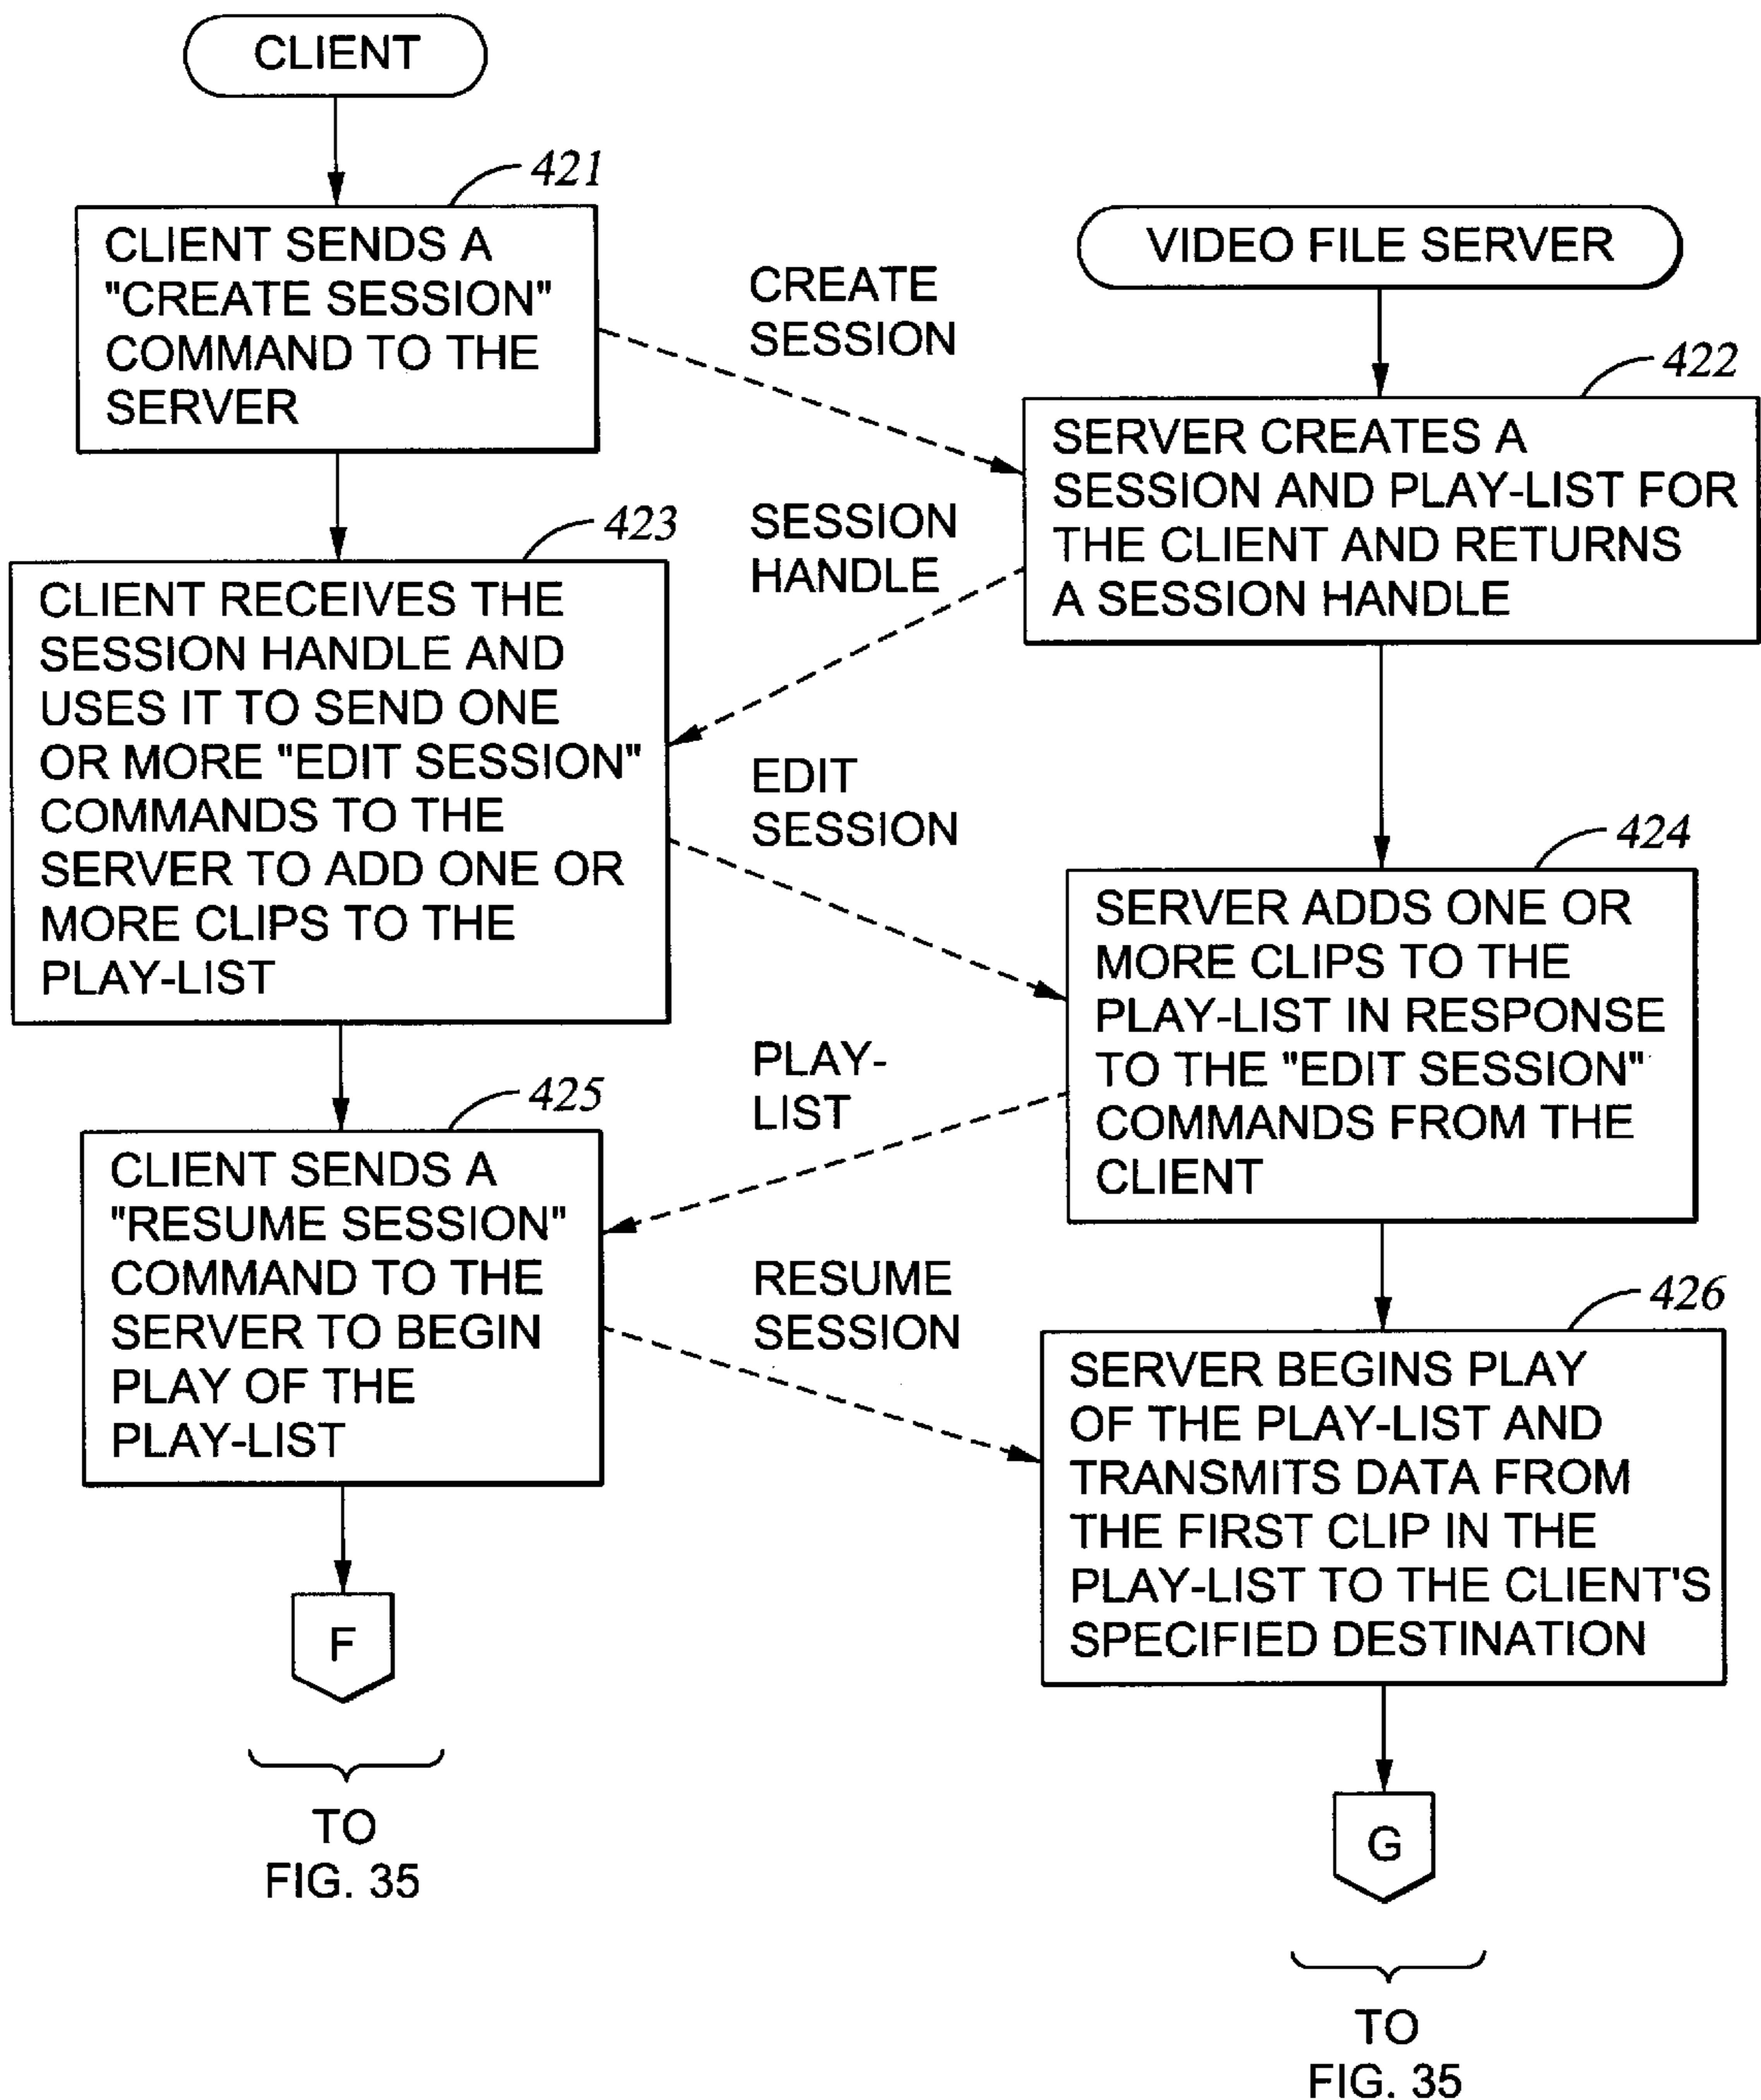 CLIENT
421
CLIENT SENDS A
"CREATE SESSION"
COMMAND TO THE
SERVER
CREATE
SESSION
VIDEO FILE SERVER
422
SERVER CREATES A
SESSION AND PLAY-LIST FOR
THE CLIENT AND RETURNS
A SESSION HANDLE
SESSION
HANDLE
423
CLIENT RECEIVES THE
SESSION HANDLE AND
USES IT TO SEND ONE
OR MORE "EDIT SESSION"
COMMANDS TO THE
SERVER TO ADD ONE OR
MORE CLIPS TO THE
PLAY-LIST
EDIT
SESSION
424
SERVER ADDS ONE OR
MORE CLIPS TO THE
PLAY-LIST IN RESPONSE
TO THE "EDIT SESSION"
COMMANDS FROM THE
CLIENT
PLAY-
LIST
425
CLIENT SENDS A
"RESUME SESSION"
COMMAND TO THE
SERVER TO BEGIN
PLAY OF THE
PLAY-LIST
RESUME
SESSION
426
SERVER BEGINS PLAY
OF THE PLAY-LIST AND
TRANSMITS DATA FROM
THE FIRST CLIP IN THE
PLAY-LIST TO THE CLIENT'S
SPECIFIED DESTINATION
F
TO
FIG. 35
G
TO
FIG. 35